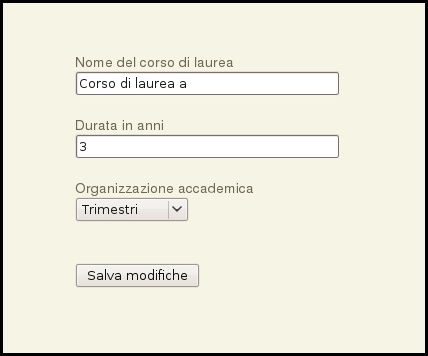 Nome del corso di laurea
Corso di laurea a
Durata in anni
3
Organizzazione accademica
Trimestri
Salva modifiche